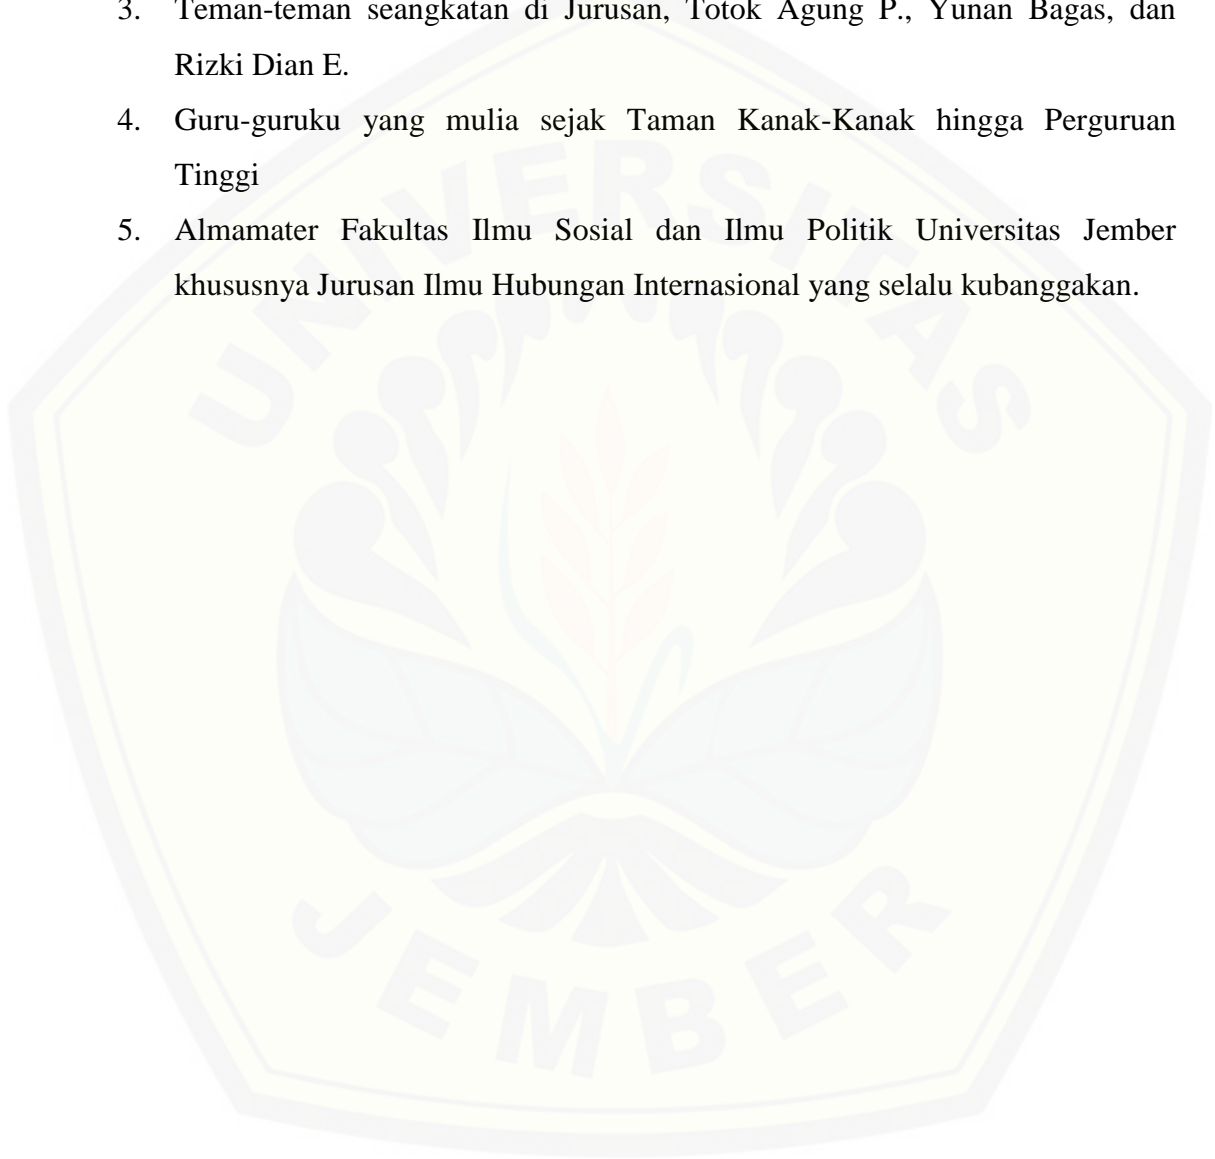 3. Teman-teman seangkatan di Jurusan, Totok Agung P., Yunan Bagas, dan
Rizki Dian E.
4. Guru-guruku yang mulia sejak Taman Kanak-Kanak hingga Perguruan
Tinggi
5. Almamater Fakultas Ilmu Sosial dan Ilmu Politik Universitas Jember
khususnya Jurusan Ilmu Hubungan Internasional yang selalu kubanggakan.
UNIVERSITAS
JEMBER